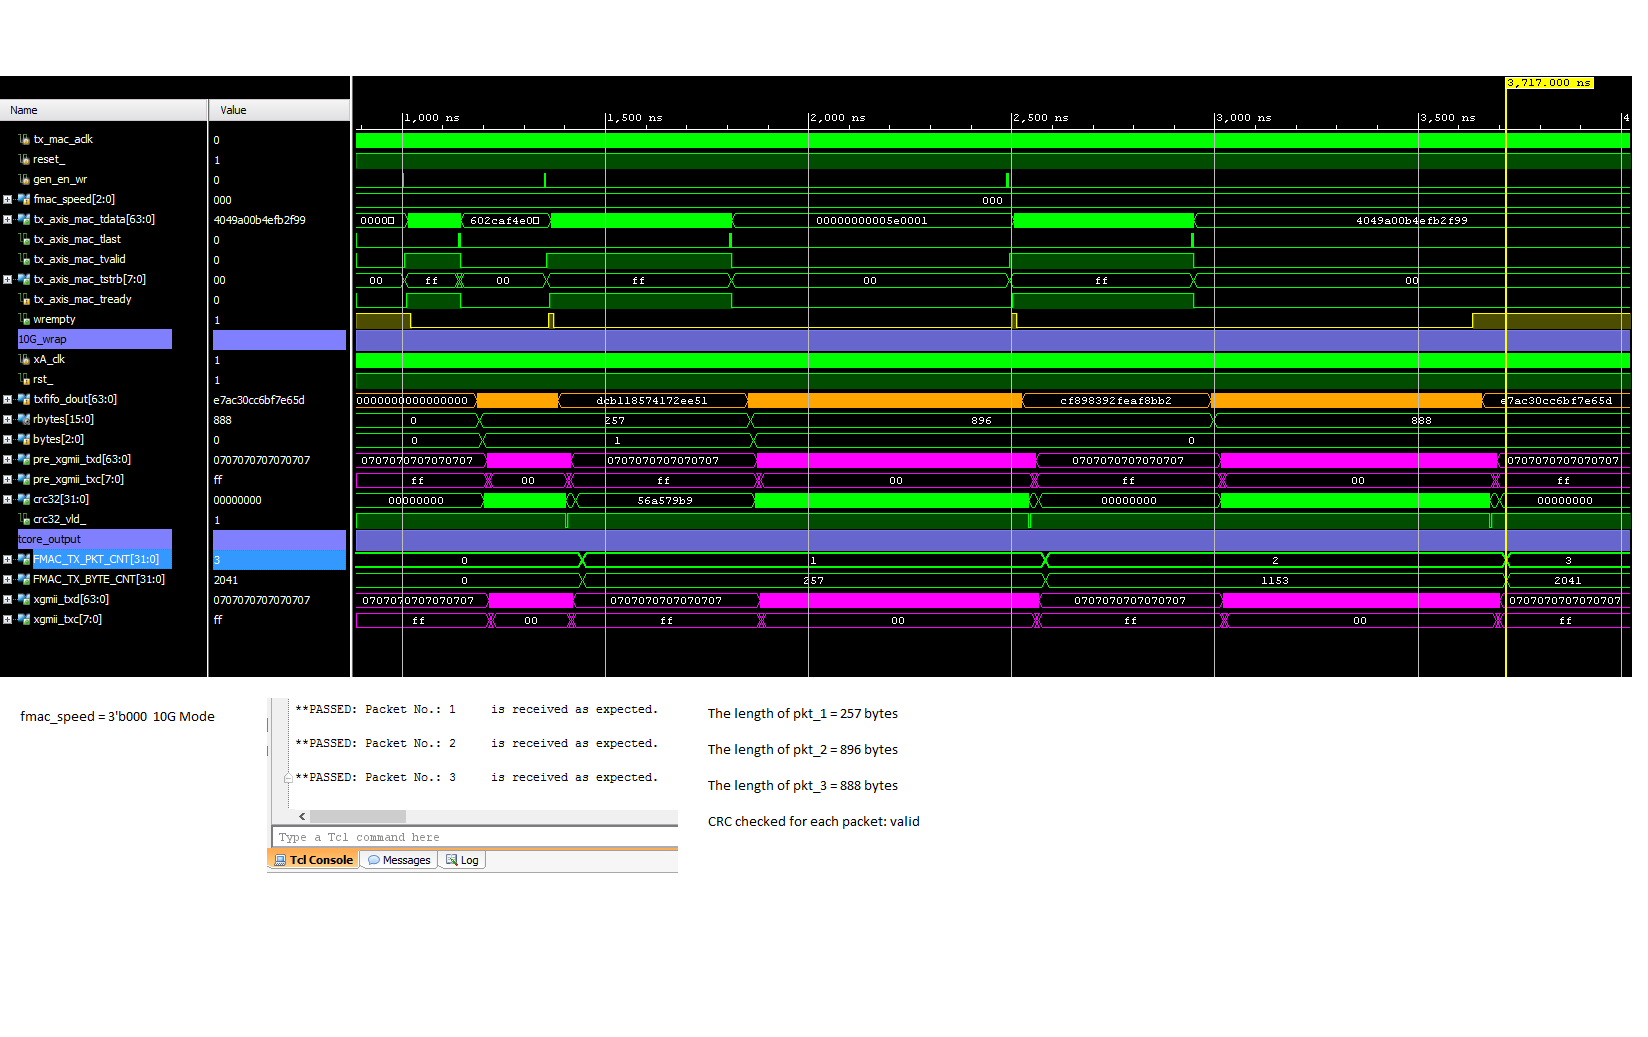 3,717.000 ns
Name Value
1,000 ns 1,500 ns 2,000 ns 2,500 ns 3,000 ns 3,500 ns 4
tx_mac_aclk 0
reset_ 1
gen_en_wr 0
fmac_speed[2:0] 000 000
tx_axis_mac_tdata[63:0] 4049a00b4efb2f99 0000 602caf4e0 00000000005e0001 4049a00b4efb2f99
tx_axis_mac_tlast 0
tx_axis_mac_tvalid 0
tx_axis_mac_tstrb[7:0] 00 00 ff 00 ff 00 ff 00
tx_axis_mac_tready 0
wrempty 1
10G_wrap
xA_clk 1
rst_ 1
txfifo_dout[63:0] e7ac30cc6bf7e65d 0000000000000000 dcb118574172ee51 cf898392feaf8bb2 e7ac30cc6bf7e65d
rbytes[15:0] 888 0 257 896 888
bytes[2:0] 0 0 1 0
pre_xgmii_txd[63:0] 0707070707070707 0707070707070707 0707070707070707 0707070707070707 0707070707070707
pre_xgmii_txc[7:0] ff ff 00 ff 00 ff 00 ff
crc32[31:0] 00000000 00000000 56a579b9 00000000 00000000
crc32_vld_ 1
tcore_output
FMAC_TX_PKT_CNT[31:0] 3 0 1 2 3
FMAC_TX_BYTE_CNT[31:0] 2041 0 257 1153 2041
xgmii_txd[63:0] 0707070707070707 0707070707070707 0707070707070707 0707070707070707 0707070707070707
xgmii_txc[7:0] ff ff 00 ff 00 ff 00 ff
fmac_speed = 3'b000 10G Mode
**PASSED: Packet No.: 1 is received as expected.
**PASSED: Packet No.: 2 is received as expected.
**PASSED: Packet No.: 3 is received as expected.
Type a Tcl command here
Tcl Console Messages Log
The length of pkt_1 = 257 bytes
The length of pkt_2 = 896 bytes
The length of pkt_3 = 888 bytes
CRC checked for each packet: valid